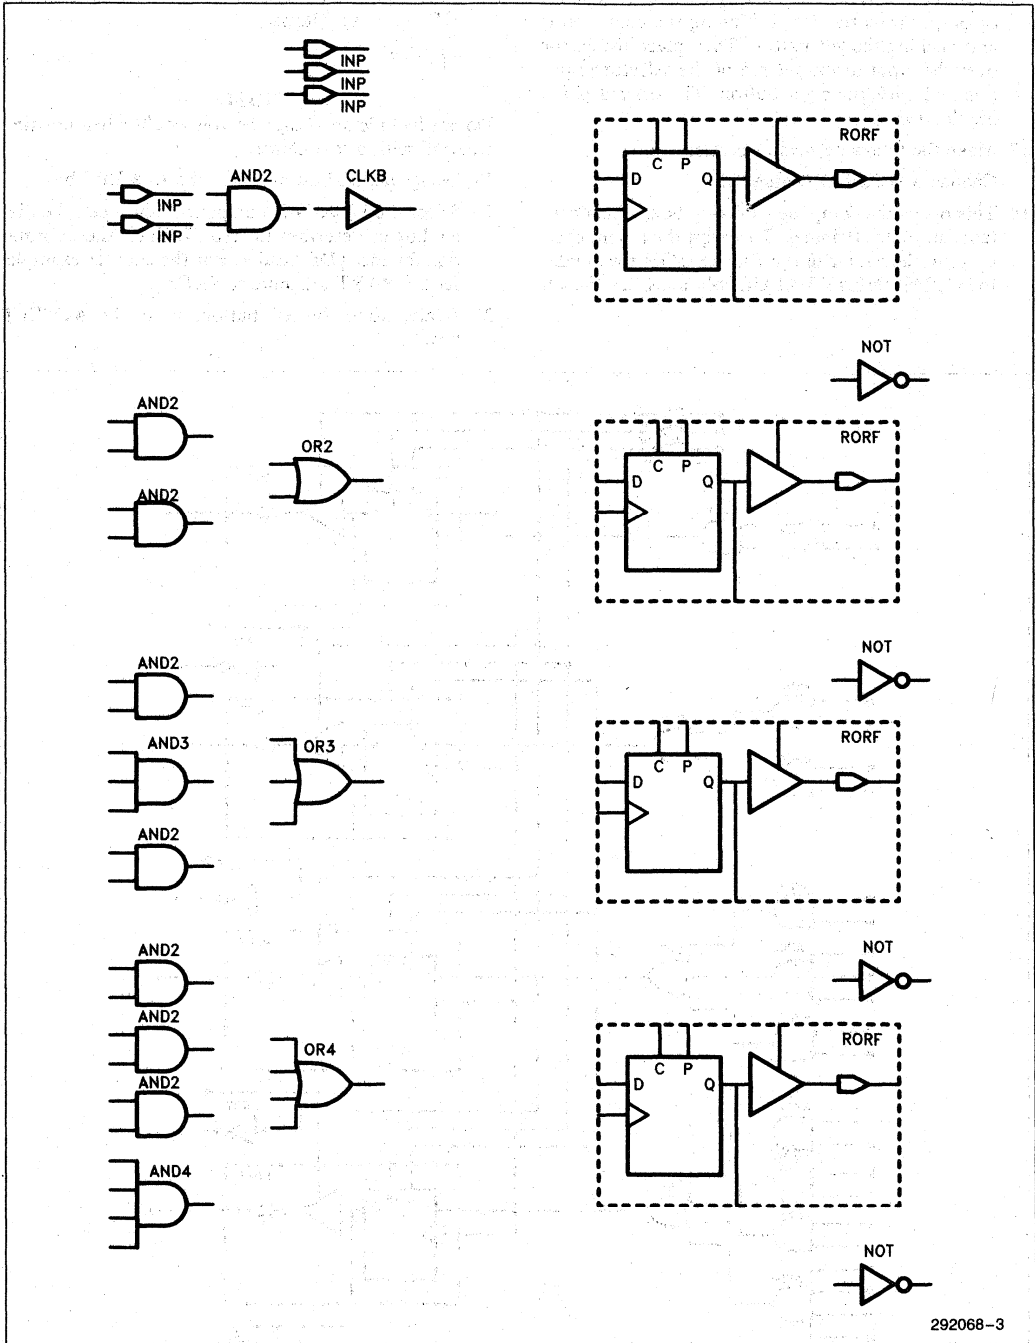 INP
INP
INP
RORF
C P
D Q
AND2
CLKB
INP
INP
NOT
AND2
OR2
AND2
RORF
C P
D Q
NOT
AND2
AND3
OR3
AND2
RORF
C P
D Q
NOT
AND2
AND2
OR4
AND2
AND4
RORF
C P
D Q
NOT
292068-3